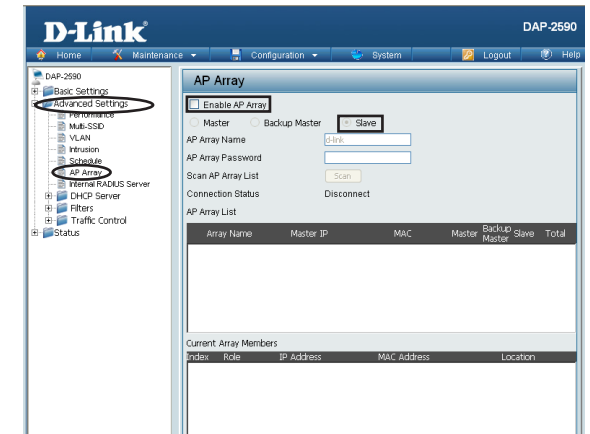 D-Link®
DAP-2590
Home Maintenance Configuration System Logout Help
DAP-2590
Basic Settings
Advanced Settings
Performance
Multi-SSID
VLAN
Intrusion
Schedule
AP Array
Internal RADIUS Server
DHCP Server
Filters
Traffic Control
Status
AP Array
Enable AP Array
Master Backup Master Slave
AP Array Name d-link
AP Array Password
Scan AP Array List Scan
Connection Status Disconnect
AP Array List
Array Name Master IP MAC Master Backup Master Slave Total
Current Array Members
Index Role IP Address MAC Address Location